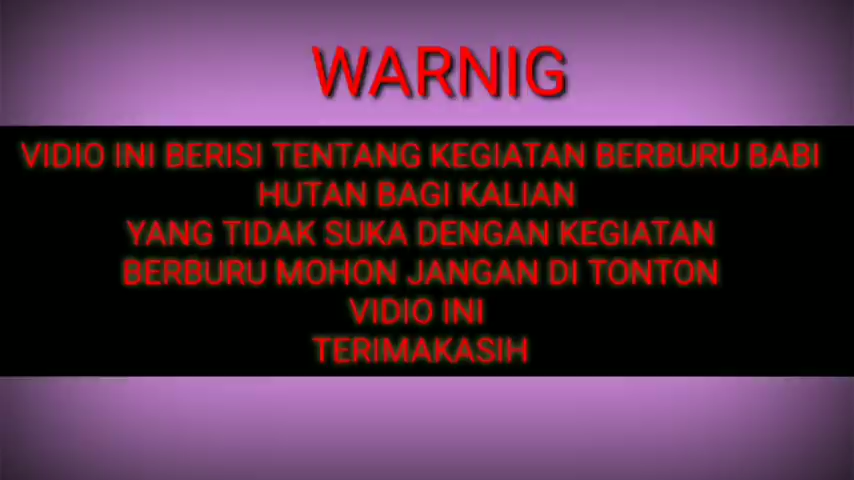 WARNIG
VIDIO INI BERISI TENTANG KEGIATAN BERBURU BABI
HUTAN BAGI KALIAN
YANG TIDAK SUKA DENGAN KEGIATAN
BERBURU MOHON JANGAN DI TONTON
VIDIO INI
TERIMAKASIH